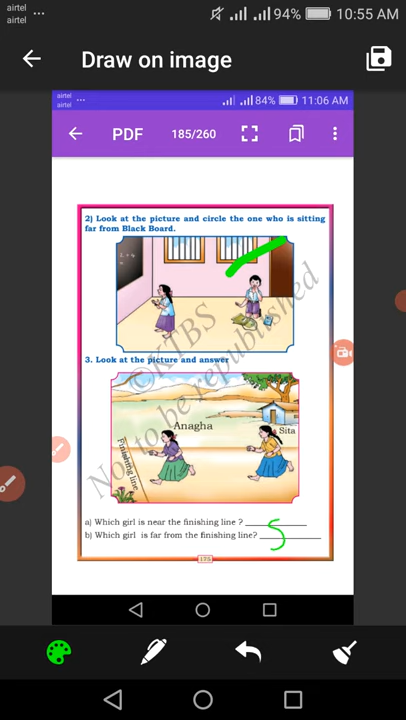 airtel
airtel
94%
10:55 AM
Draw on image
airtel
airtel
84%
11:06 AM
PDF
185/260
2) Look at the picture and circle the one who is sitting
far from Black Board.
3. Look at the picture and answer
©KTBS
Not to be republished
Anagha
Sita
Finishing line
a) Which girl is near the finishing line ?
b) Which girl is far from the finishing line?
S
175